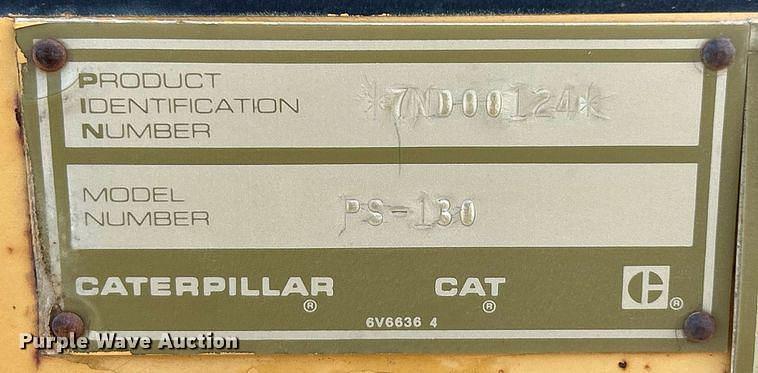 PRODUCT
IDENTIFICATION
NUMBER
*7ND00124*
MODEL
NUMBER
PS-130
CATERPILLAR ®
CAT ®
C ®
6V6636 4
Purple Wave Auction